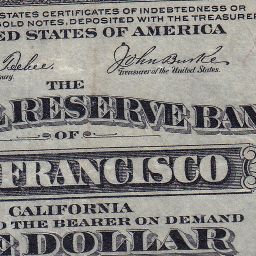 STATES CERTIFICATES OF INDEBTEDNESS OR
GOLD NOTES, DEPOSITED WITH THE TREASURER
ED STATES OF AMERICA
John Burke
Treasurer of the United States.
THE
L RESERVE BAN
OF
FRANCISCO
CALIFORNIA
THE BEARER ON DEMAND
E DOLLAR